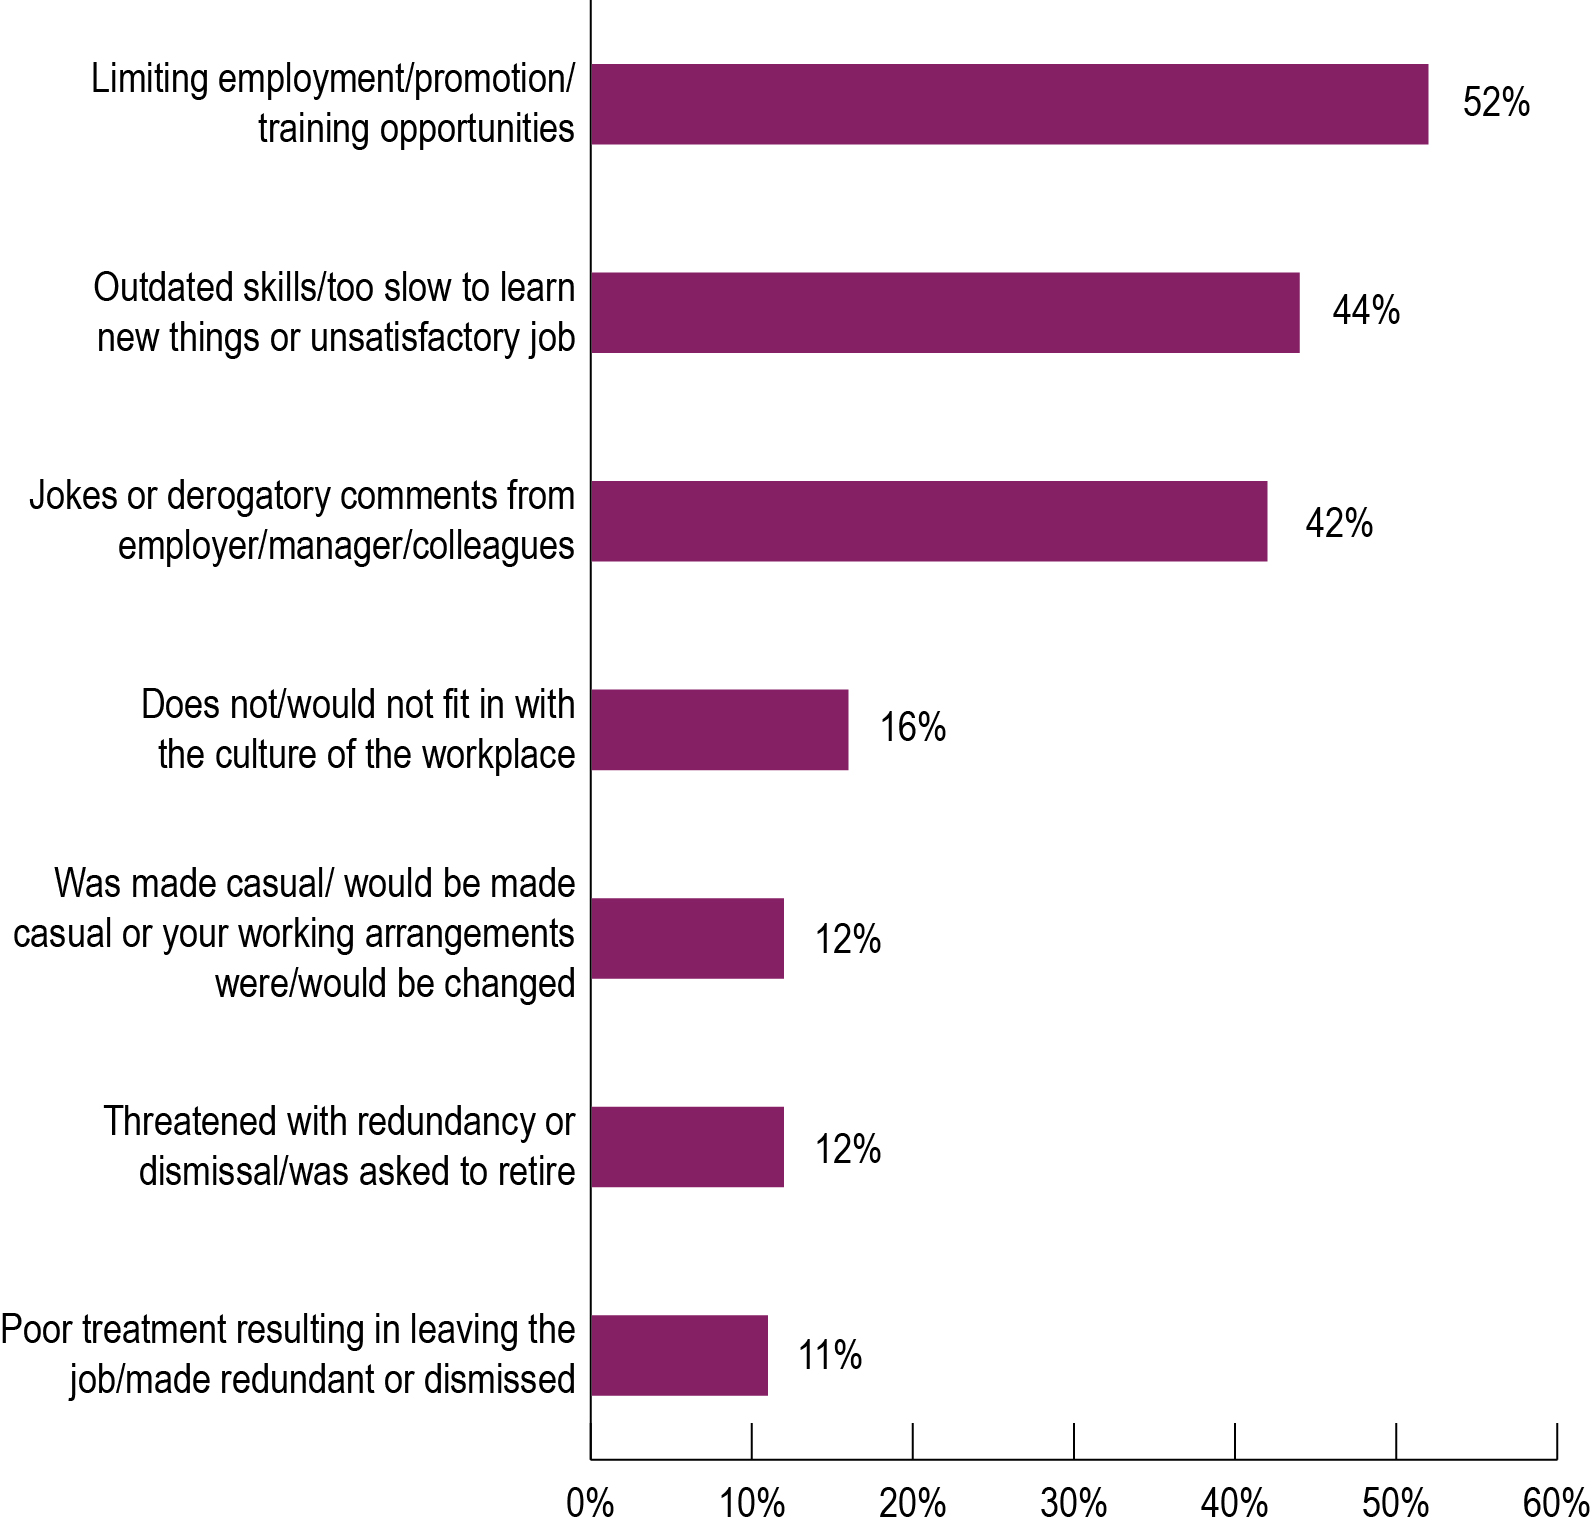 Limiting employment/promotion/
training opportunities
52%
Outdated skills/too slow to learn
new things or unsatisfactory job
44%
Jokes or derogatory comments from
employer/manager/colleagues
42%
Does not/would not fit in with
the culture of the workplace
16%
Was made casual/ would be made
casual or your working arrangements
were/would be changed
12%
Threatened with redundancy or
dismissal/was asked to retire
12%
Poor treatment resulting in leaving the
job/made redundant or dismissed
11%
0% 10% 20% 30% 40% 50% 60%